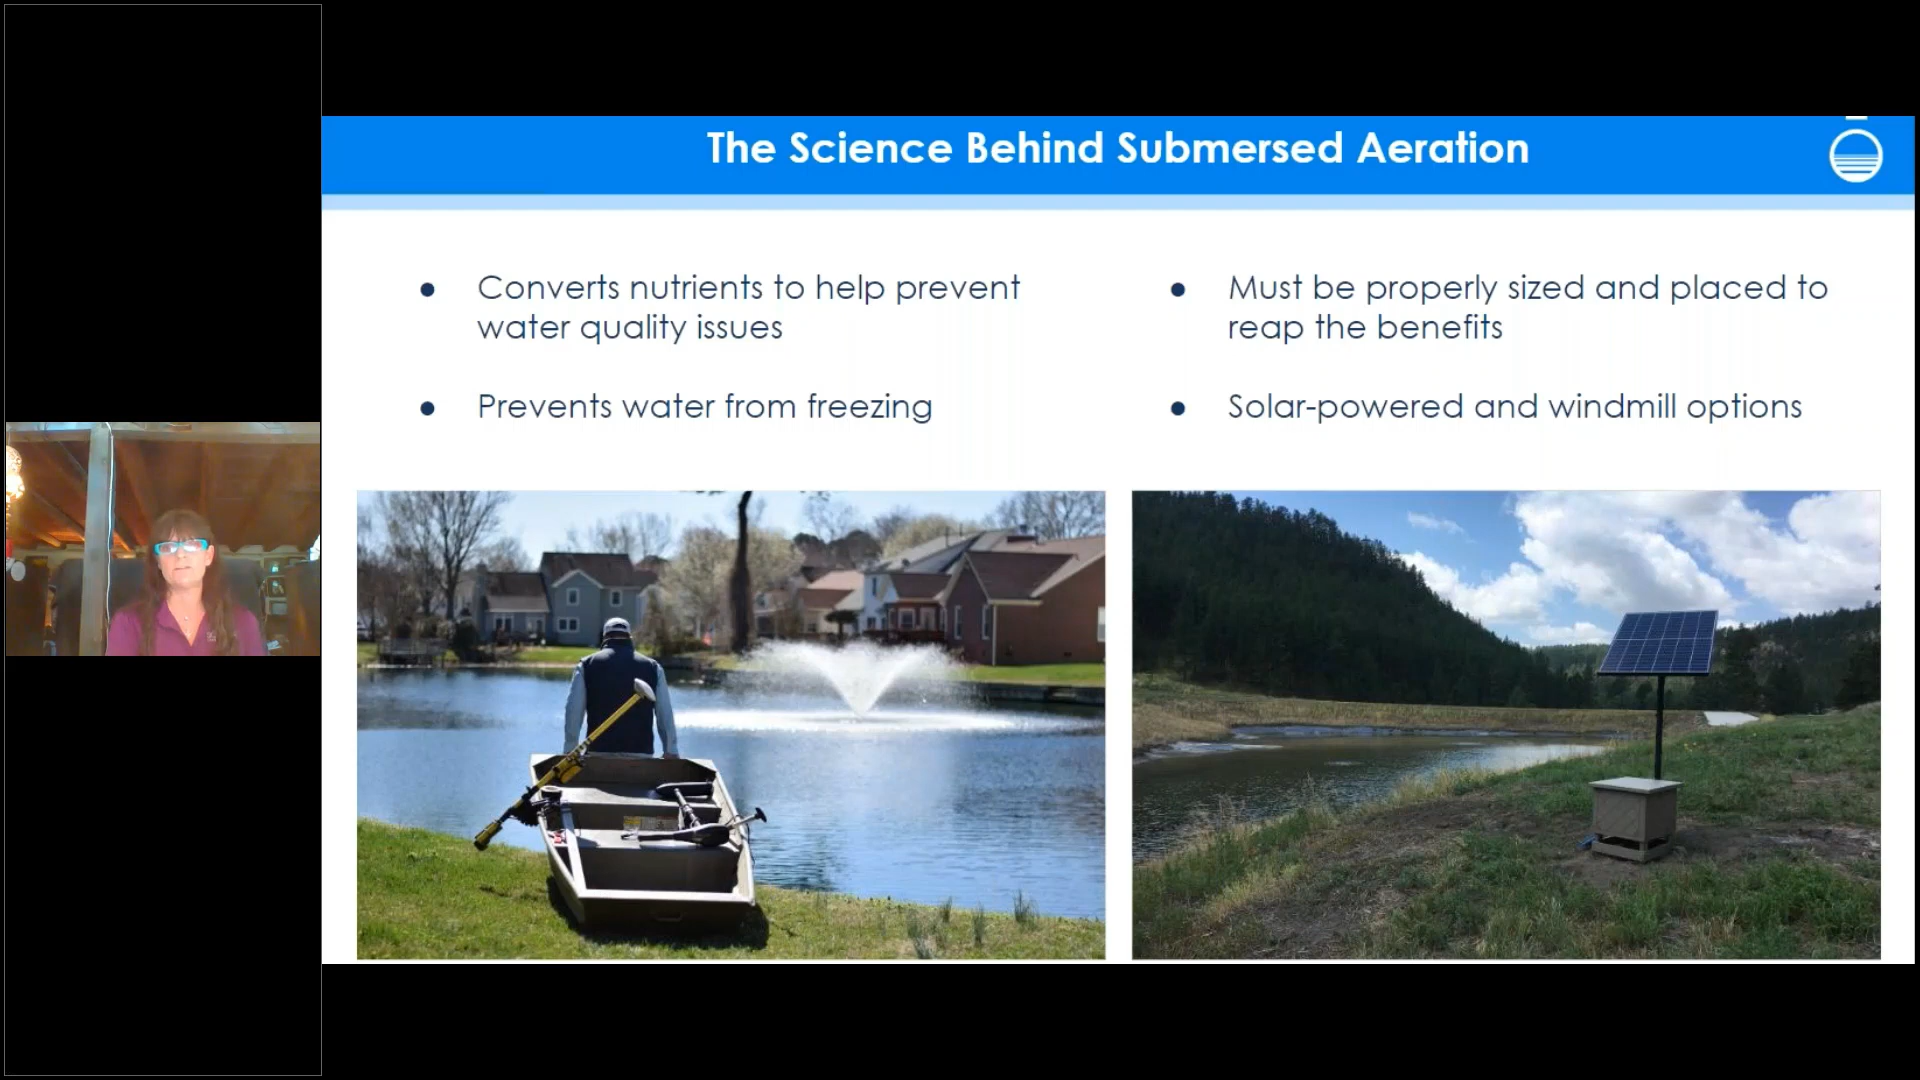 The Science Behind Submersed Aeration
● Converts nutrients to help prevent
water quality issues
● Prevents water from freezing
● Must be properly sized and placed to
reap the benefits
● Solar-powered and windmill options